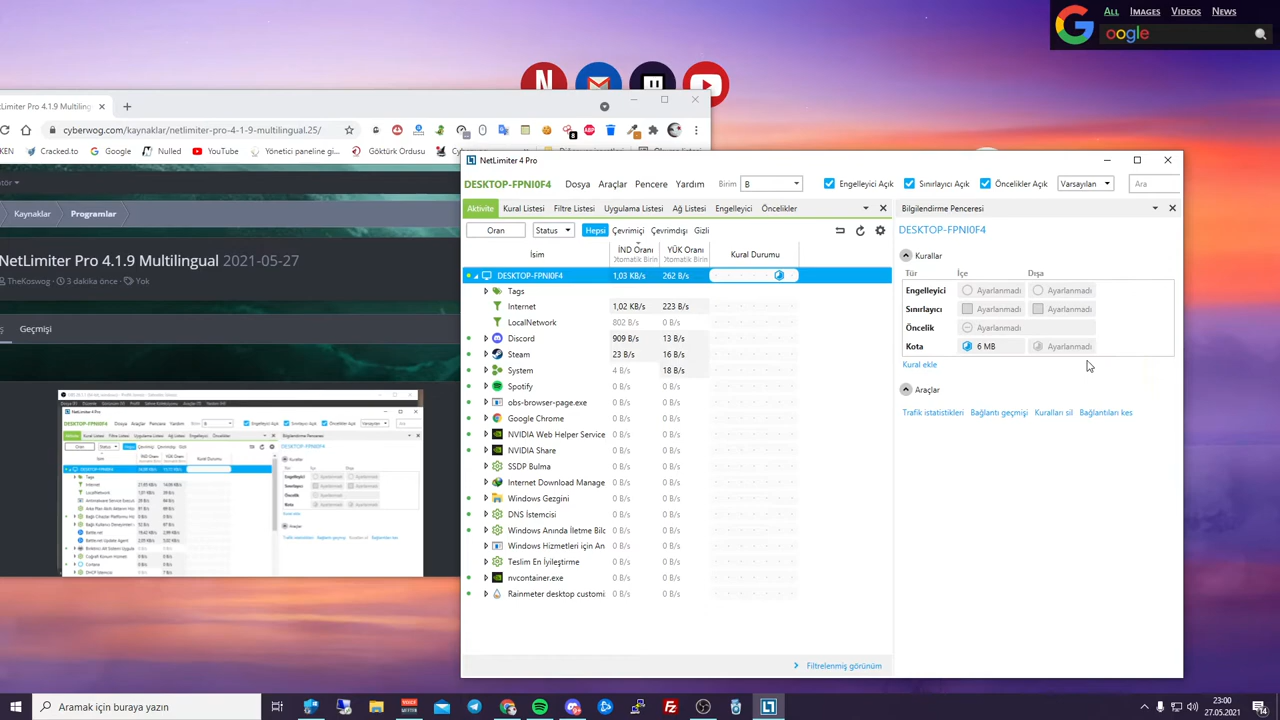 ALL IMAGES VIDEOS NEWS
oogle
NetLimiter Pro 4.1.9 Multiling
cyberwog.com/kaynaklar/netlimiter-pro-4-1-9-multilingual.25/
Cracked.to Google Nulled YouTube Yönetici paneline gi... Göktürk Ordusu
Kaynaklar Programlar
NetLimiter Pro 4.1.9 Multilingual 2021-05-27
Yok
Geçmişi
NetLimiter 4 Pro
DESKTOP-FPNI0F4 Dosya Araçlar Pencere Yardım Birim B Engelleyici Açık Sınırlayıcı Açık Öncelikler Açık Varsayılan Ara
Aktivite Kural Listesi Filtre Listesi Uygulama Listesi Ağ Listesi Engelleyici Öncelikler
Oran Status Hepsi Çevrimiçi Çevrimdışı Gizli
İsim İND Oranı YÜK Oranı Kural Durumu
DESKTOP-FPNI0F4 1,03 KB/s 262 B/s
Tags
Internet 1,02 KB/s 223 B/s
LocalNetwork 802 B/s 0 B/s
Discord 909 B/s 13 B/s
Steam 23 B/s 16 B/s
System 4 B/s 18 B/s
Spotify 0 B/s 0 B/s
obs-browser-page.exe 0 B/s 0 B/s
Google Chrome 0 B/s 0 B/s
NVIDIA Web Helper Service 0 B/s 0 B/s
NVIDIA Share 0 B/s 0 B/s
SSDP Bulma 0 B/s 0 B/s
Internet Download Manage 0 B/s 0 B/s
Windows Gezgini 0 B/s 0 B/s
DNS İstemcisi 0 B/s 0 B/s
Windows Anında İletme Bild 0 B/s 0 B/s
Windows Hizmetleri için An 0 B/s 0 B/s
Teslim En İyileştirme 0 B/s 0 B/s
nvcontainer.exe 0 B/s 0 B/s
Rainmeter desktop customi 0 B/s 0 B/s
Filtrelenmiş görünüm
Bilgilendirme Penceresi
DESKTOP-FPNI0F4
Kurallar
Tür İçe Dışa
Engelleyici Ayarlanmadı Ayarlanmadı
Sınırlayıcı Ayarlanmadı Ayarlanmadı
Öncelik Ayarlanmadı
Kota 6 MB Ayarlanmadı
Kural ekle
Araçlar
Trafik istatistikleri Bağlantı geçmişi Kuralları sil Bağlantıları kes
Aramak için buraya yazın
23:00
27.05.2021